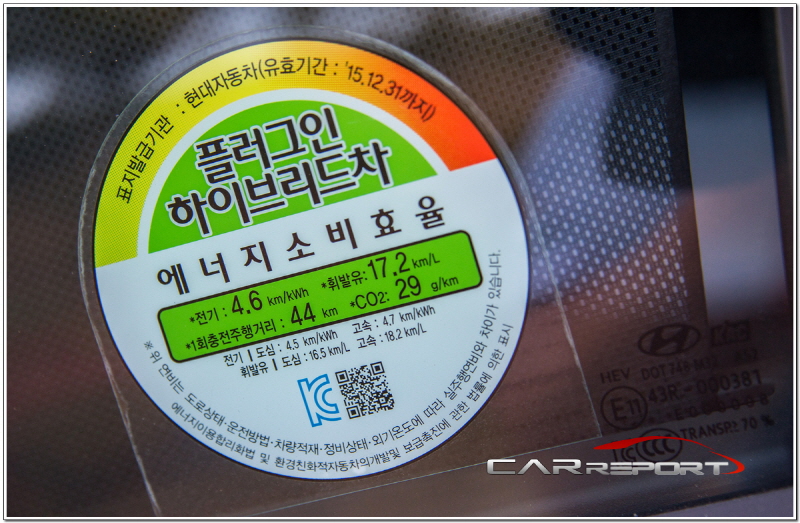 표지발급기관 : 현대자동차(유효기간 : '15.12.31까지)
플러그인
하이브리드차
에너지소비효율
*전기 : 4.6 km/kWh *휘발유 : 17.2 km/L
*1회충전주행거리 : 44 km *CO2 : 29 g/km
전기 | 도심 : 4.5 km/kWh 고속 : 4.7 km/kWh
휘발유 | 도심 : 16.5 km/L 고속 : 18.2 km/L
※ 위 연비는 도로상태·운전방법·차량적재·정비상태·외기온도에 따라 실주행연비와 차이가 있습니다.
에너지이용합리화법 및 환경친화적자동차의개발및 보급촉진에 관한 법률에 의한 표시
HEV DOT
E11 43R - 000381
CCC TRANSP. 70 %
CARREPORT